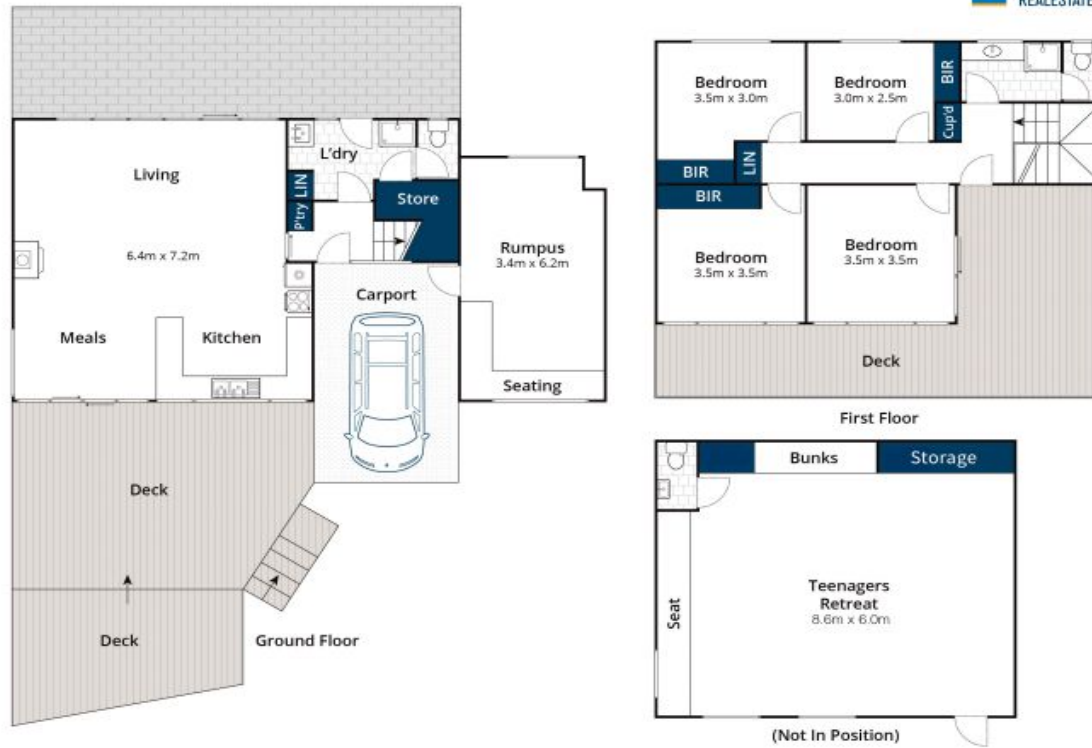 REALESTATE
Living
6.4m x 7.2m
Meals
Kitchen
L'dry
LIN
P'try
Store
Carport
Rumpus
3.4m x 6.2m
Seating
Deck
Deck
Ground Floor
Bedroom
3.5m x 3.0m
Bedroom
3.0m x 2.5m
BIR
Cup'd
BIR
LIN
BIR
Bedroom
3.5m x 3.5m
Bedroom
3.5m x 3.5m
Deck
First Floor
Bunks
Storage
Seat
Teenagers
Retreat
8.6m x 6.0m
(Not In Position)